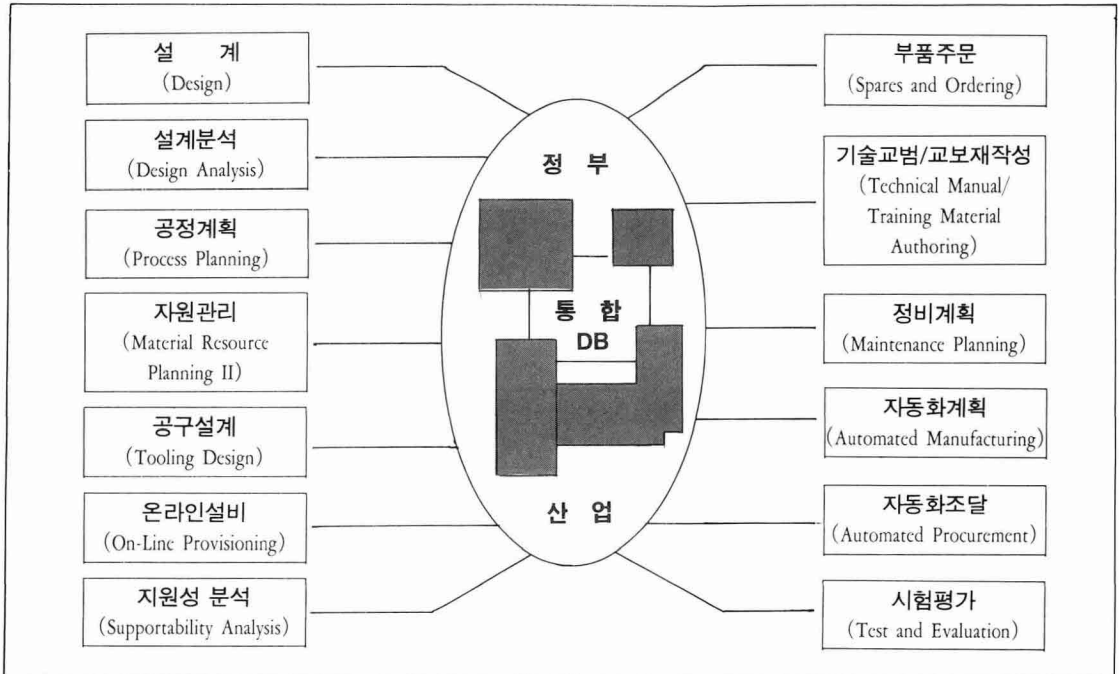 설 계
(Design)
설계분석
(Design Analysis)
공정계획
(Process Planning)
자원관리
(Material Resource
Planning II)
공구설계
(Tooling Design)
온라인설비
(On-Line Provisioning)
지원성 분석
(Supportability Analysis)
정 부
통 합
DB
산 업
부품주문
(Spares and Ordering)
기술교범/교보재작성
(Technical Manual/
Training Material
Authoring)
정비계획
(Maintenance Planning)
자동화계획
(Automated Manufacturing)
자동화조달
(Automated Procurement)
시험평가
(Test and Evaluation)